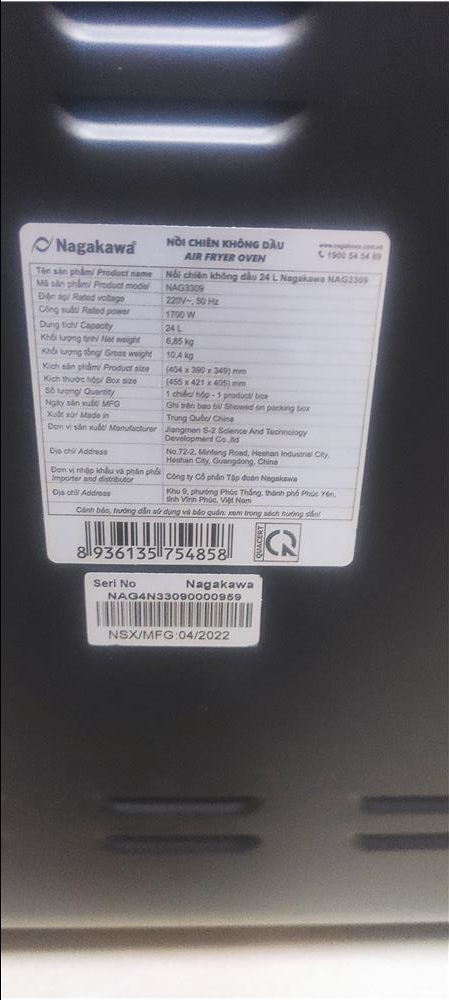 Nagakawa
NỒI CHIÊN KHÔNG DẦU
AIR FRYER OVEN
www.nagakawa.com.vn
1900 54 54 89
Tên sản phẩm/ Product name Nồi chiên không dầu 24 L Nagakawa NAG3309
Mã sản phẩm/ Product model NAG3309
Điện áp/ Rated voltage 220V~, 50 Hz
Công suất/ Rated power 1700 W
Dung tích/ Capacity 24 L
Khối lượng tịnh/ Net weight 6,85 kg
Khối lượng tổng/ Gross weight 10,4 kg
Kích sản phẩm/ Product size (404 x 390 x 349) mm
Kích thước hộp/ Box size (455 x 421 x 405) mm
Số lượng/ Quantity 1 chiếc/ hộp - 1 product/ box
Ngày sản xuất/ MFG Ghi trên bao bì/ Showed on packing box
Xuất xứ/ Made in Trung Quốc/ China
Đơn vị sản xuất/ Manufacturer Jiangmen S-2 Science And Technology
Development Co.,ltd
Địa chỉ/ Address No.72-2, Minfeng Road, Heshan Industrial City,
Heshan City, Guangdong, China
Đơn vị nhập khẩu và phân phối
Importer and distributor Công ty Cổ phần Tập đoàn Nagakawa
Địa chỉ/ Address Khu 9, phường Phúc Thắng, thành phố Phúc Yên,
tỉnh Vĩnh Phúc, Việt Nam
Cảnh báo, hướng dẫn sử dụng và bảo quản: xem trong sách hướng dẫn!
8 936135 754858
QUACERT
Seri No Nagakawa
NAG4N33090000959
NSX/MFG:04/2022